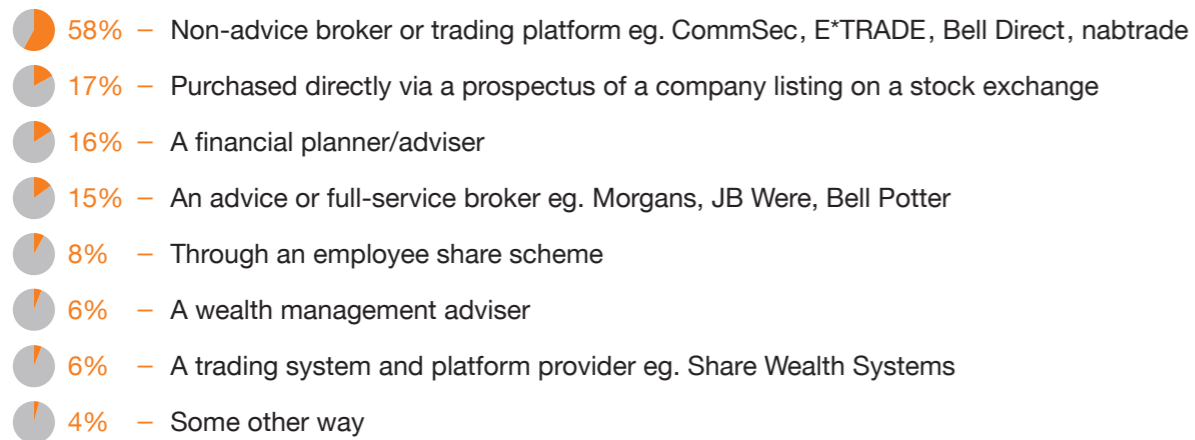 58% – Non-advice broker or trading platform eg. CommSec, E*TRADE, Bell Direct, nabtrade
17% – Purchased directly via a prospectus of a company listing on a stock exchange
16% – A financial planner/adviser
15% – An advice or full-service broker eg. Morgans, JB Were, Bell Potter
8% – Through an employee share scheme
6% – A wealth management adviser
6% – A trading system and platform provider eg. Share Wealth Systems
4% – Some other way